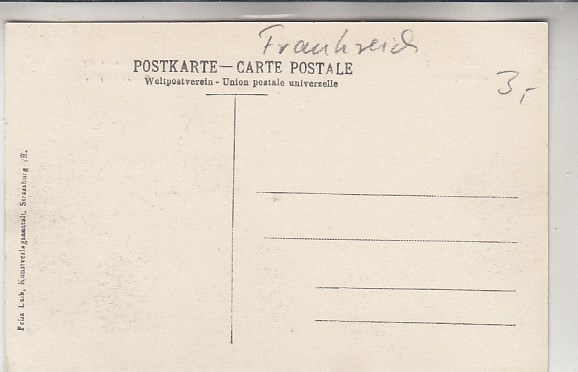 Frankreich
POSTKARTE — CARTE POSTALE
Weltpostverein - Union postale universelle
3,-
Felix Luib, Kunstverlagsanstalt, Strassburg i/E.